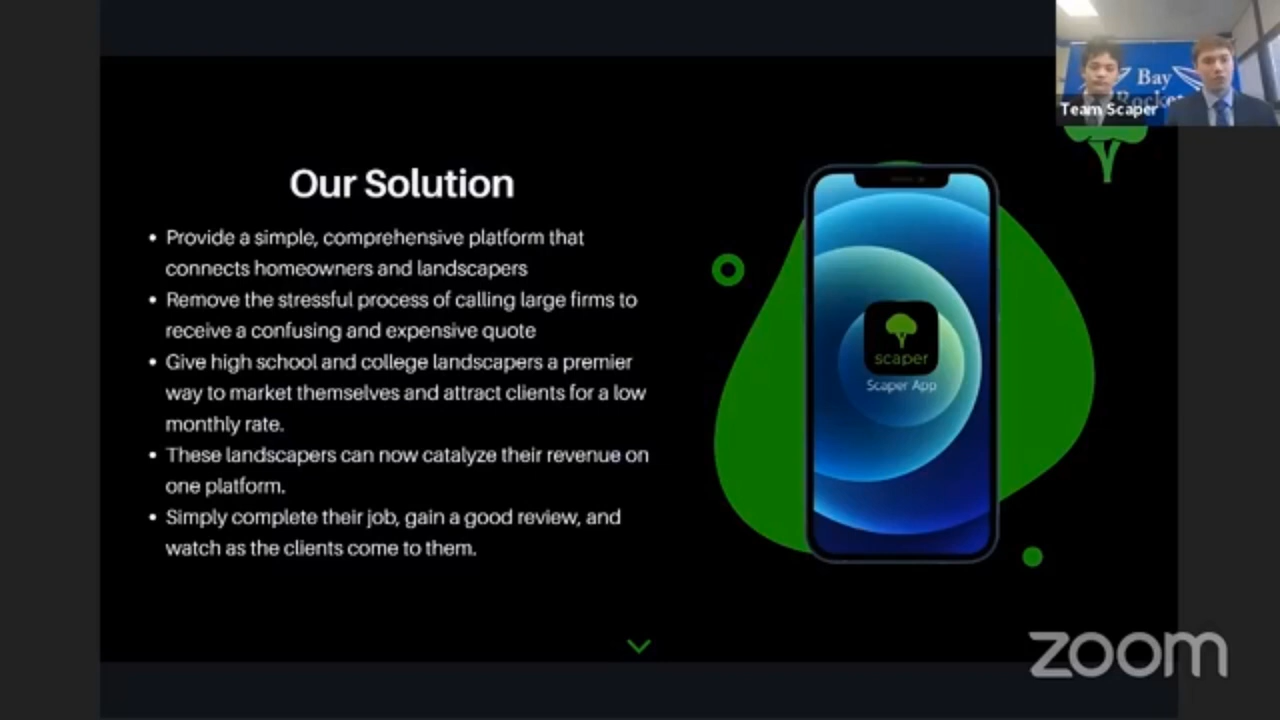 Bay
Rocket
Team Scaper
Our Solution
• Provide a simple, comprehensive platform that
connects homeowners and landscapers
• Remove the stressful process of calling large firms to
receive a confusing and expensive quote
• Give high school and college landscapers a premier
way to market themselves and attract clients for a low
monthly rate.
• These landscapers can now catalyze their revenue on
one platform.
• Simply complete their job, gain a good review, and
watch as the clients come to them.
scaper
Scaper App
zoom